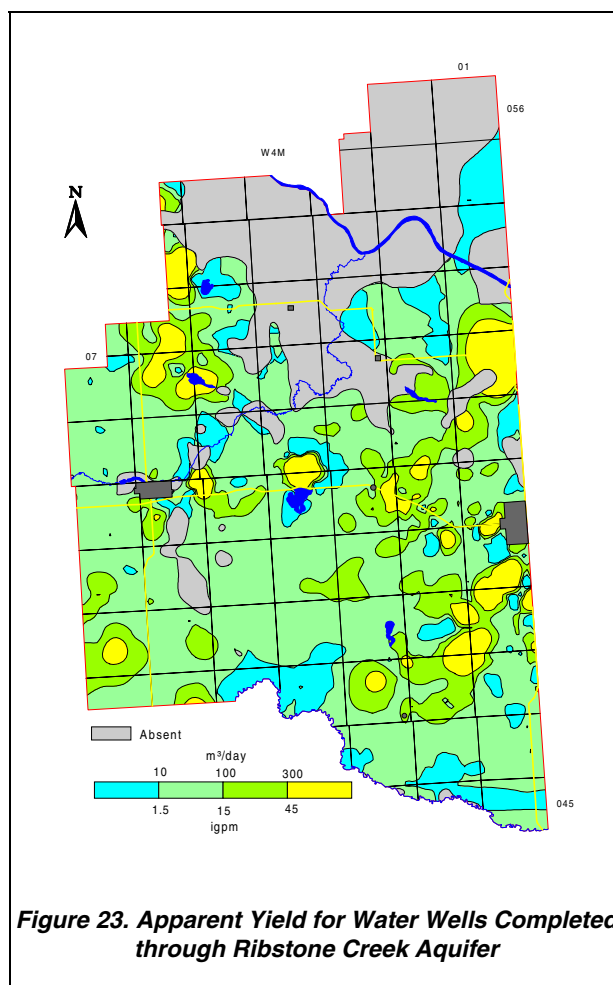 01
056
W4M
N
07
Absent
m³/day
10 100 300
1.5 15 45
igpm
045
Figure 23. Apparent Yield for Water Wells Completed
through Ribstone Creek Aquifer